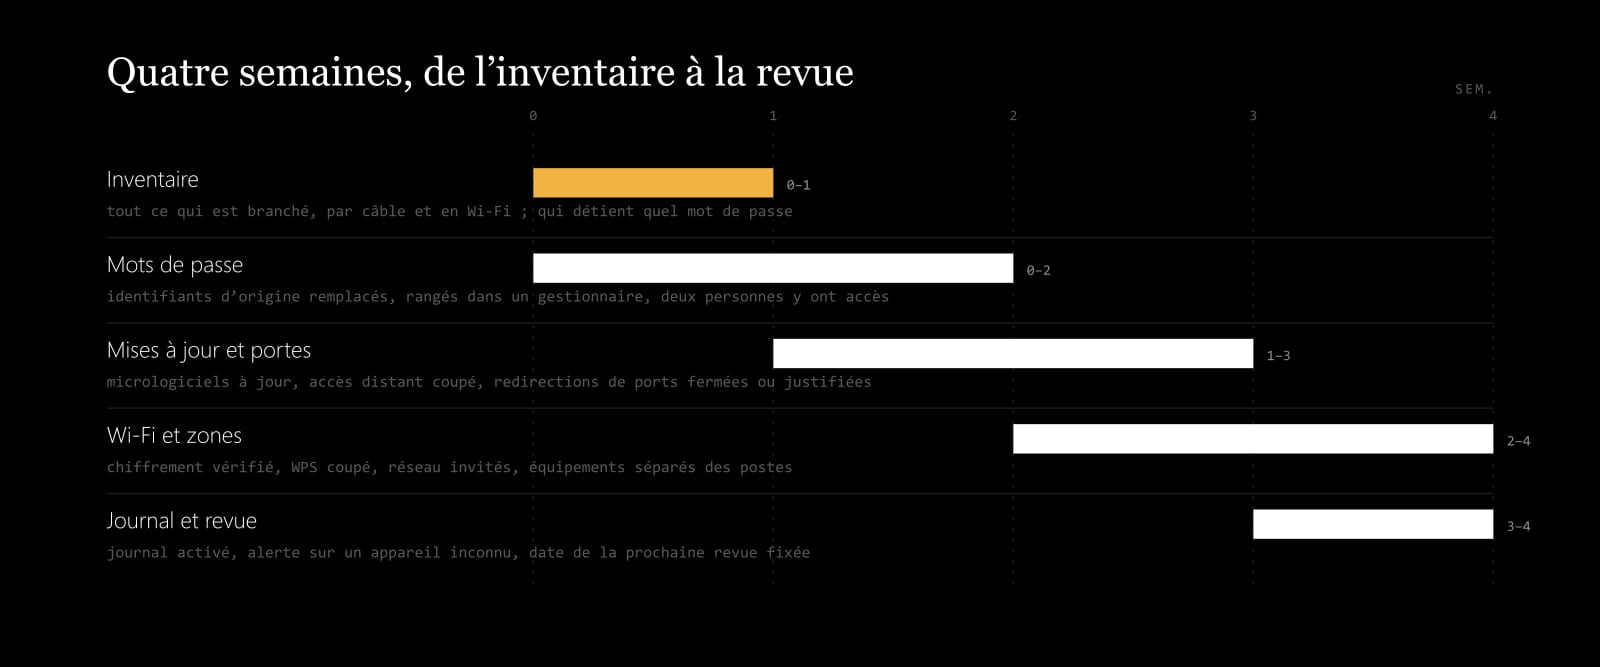 Quatre semaines, de l’inventaire à la revue
SEM.
0 1 2 3 4
Inventaire
0–1
tout ce qui est branché, par câble et en Wi-Fi ; qui détient quel mot de passe
Mots de passe
0–2
identifiants d’origine remplacés, rangés dans un gestionnaire, deux personnes y ont accès
Mises à jour et portes
1–3
micrologiciels à jour, accès distant coupé, redirections de ports fermées ou justifiées
Wi-Fi et zones
2–4
chiffrement vérifié, WPS coupé, réseau invités, équipements séparés des postes
Journal et revue
3–4
journal activé, alerte sur un appareil inconnu, date de la prochaine revue fixée